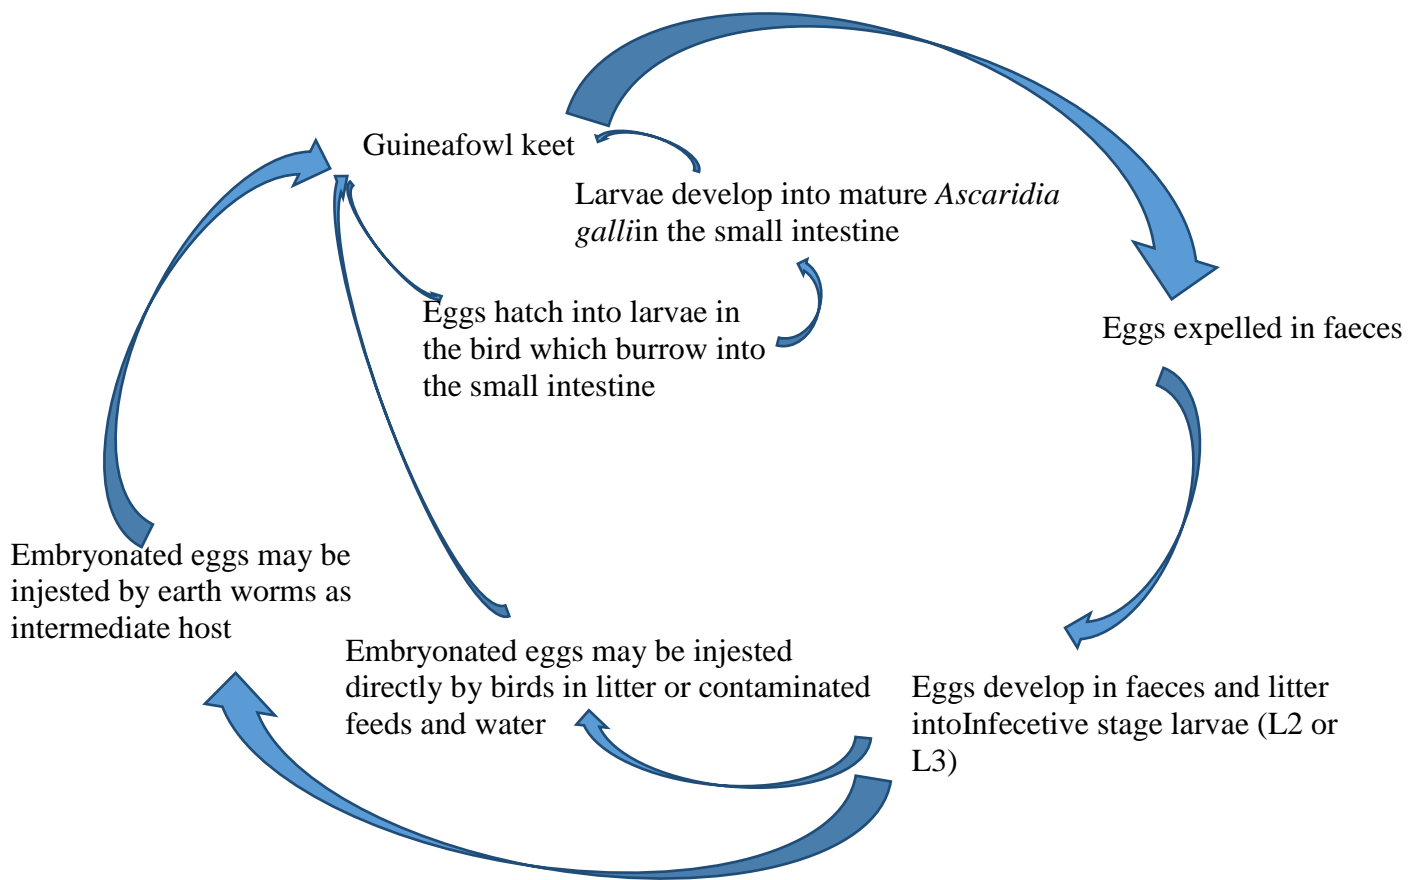 Guineafowl keet
Larvae develop into mature Ascaridia
galliin the small intestine
Eggs hatch into larvae in
the bird which burrow into
the small intestine
Eggs expelled in faeces
Embryonated eggs may be
injested by earth worms as
intermediate host
Embryonated eggs may be injested
directly by birds in litter or contaminated
feeds and water
Eggs develop in faeces and litter
intoInfecetive stage larvae (L2 or
L3)